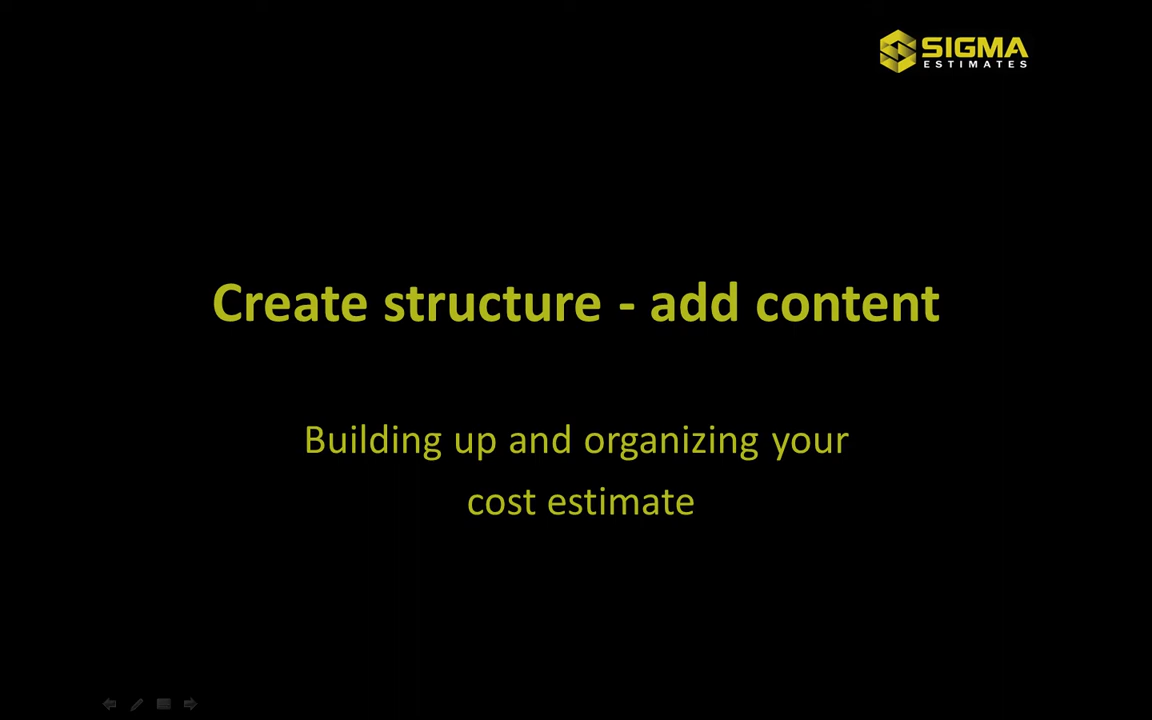 SIGMA
ESTIMATES
Create structure - add content
Building up and organizing your
cost estimate